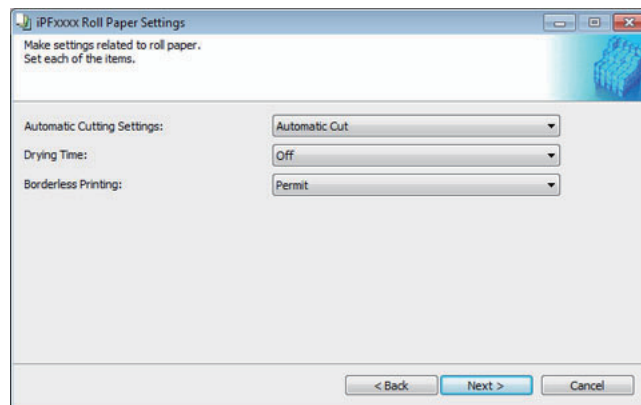 iPFxxxx Roll Paper Settings
Make settings related to roll paper.
Set each of the items.
Automatic Cutting Settings: Automatic Cut
Drying Time: Off
Borderless Printing: Permit
< Back Next > Cancel